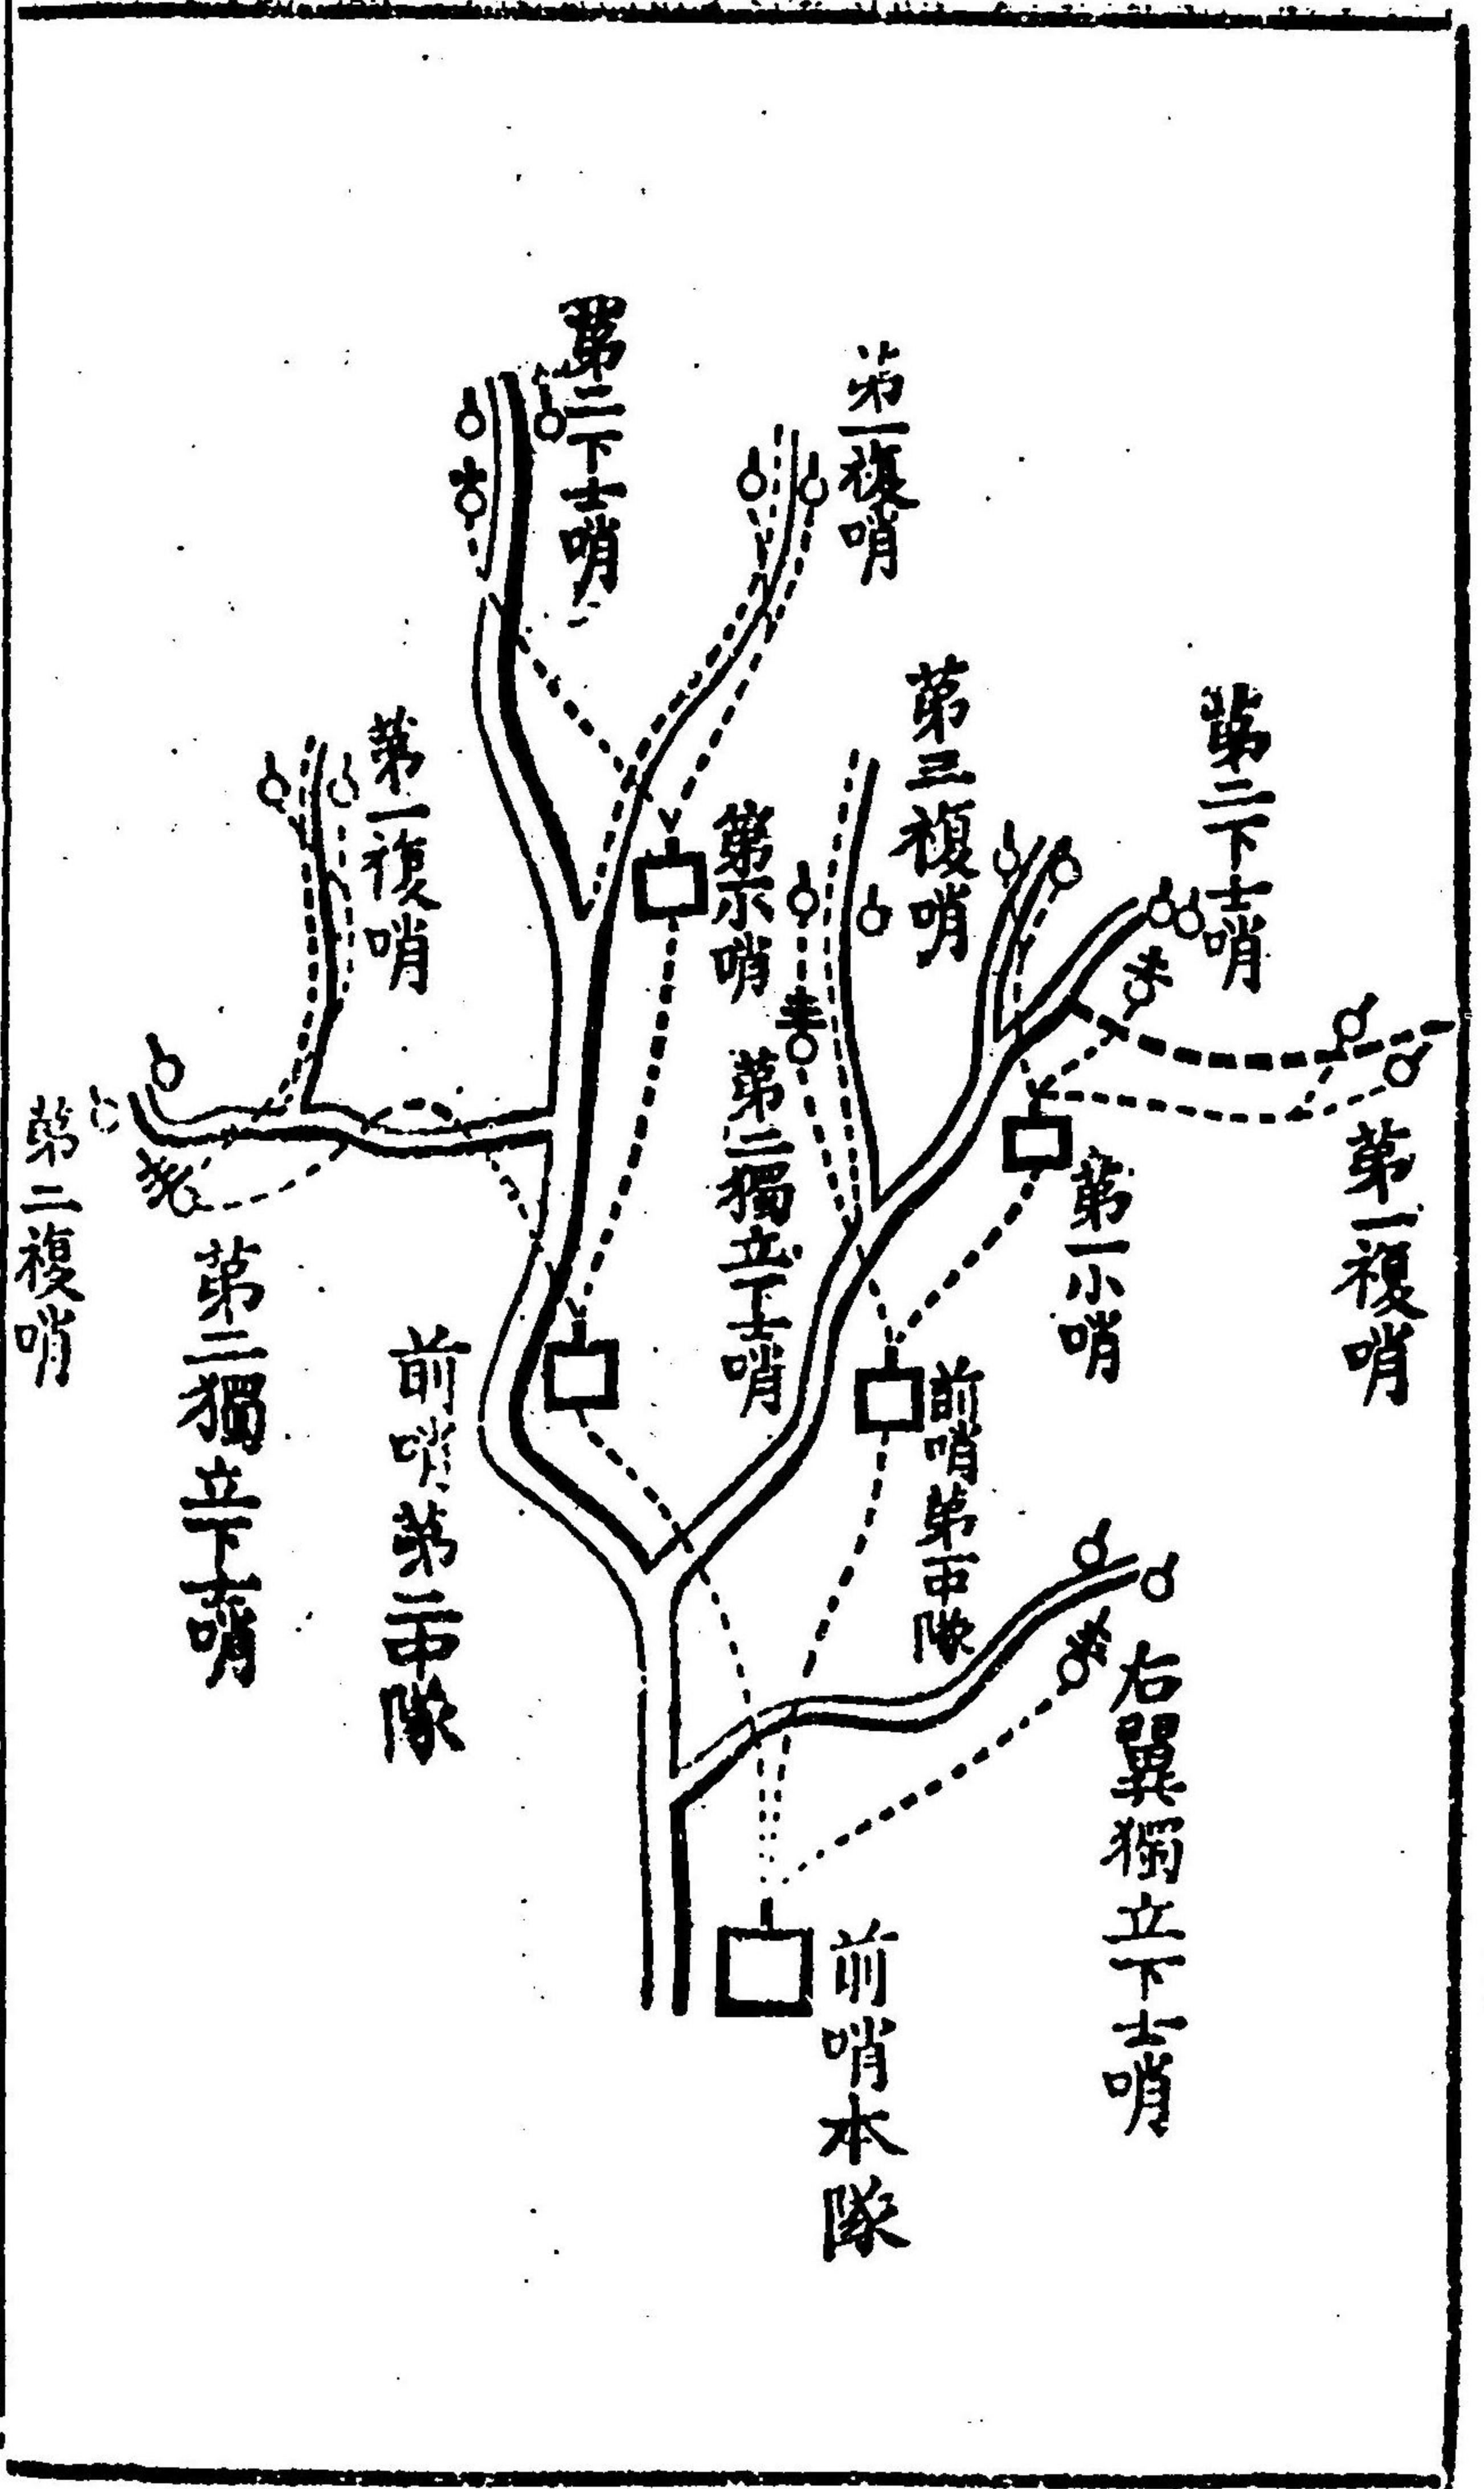 第一複哨
第二下士哨
右翼獨立下士哨
第一小哨
前哨第一中隊
第三複哨
前哨本隊
第一複哨
第二獨立下士哨
第一小哨
第二下士哨
前哨第二中隊
第一複哨
第二獨立下士哨
第二複哨